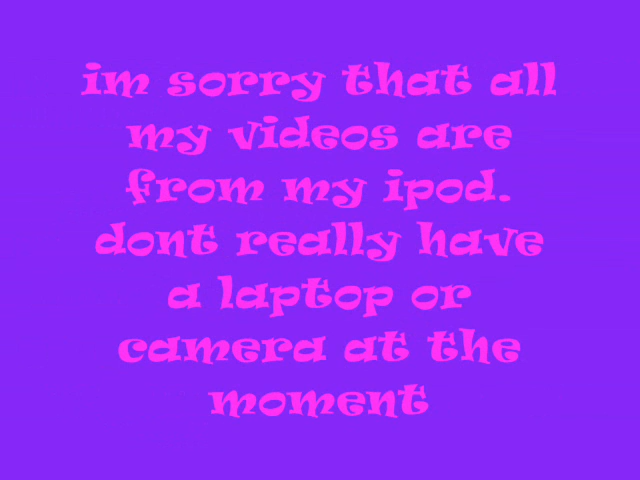 im sorry that all
my videos are
from my ipod.
dont really have
a laptop or
camera at the
moment